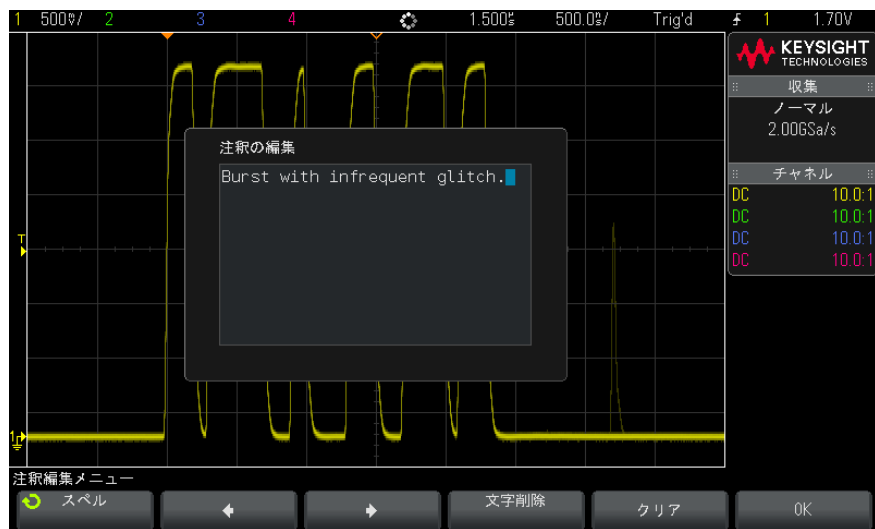 1 500㎷/ 2 3 4 1.500㎲ 500.0㎱/ Trig'd 1 1.70V
KEYSIGHT
TECHNOLOGIES
収集
ノーマル
2.00GSa/s
チャネル
DC 10.0:1
DC 10.0:1
DC 10.0:1
DC 10.0:1
注釈の編集
Burst with infrequent glitch.
T
1
注釈編集メニュー
スペル 文字削除 クリア OK